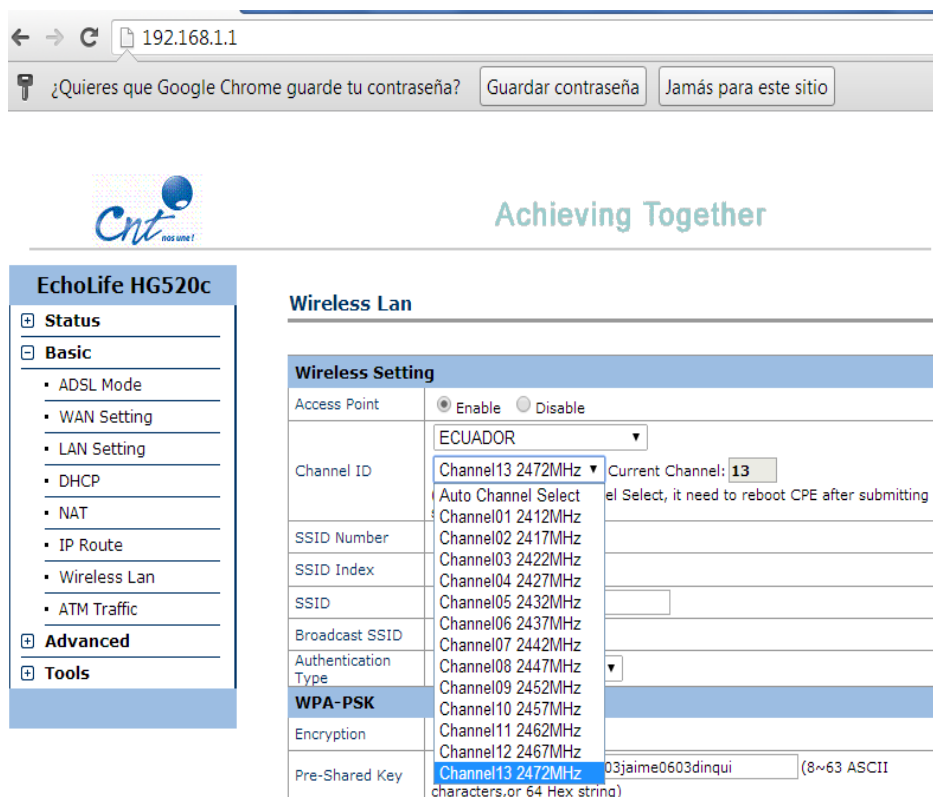 192.168.1.1
¿Quieres que Google Chrome guarde tu contraseña? Guardar contraseña Jamás para este sitio
Cnt
nos une!
Achieving Together
EchoLife HG520c
Status
Basic
ADSL Mode
WAN Setting
LAN Setting
DHCP
NAT
IP Route
Wireless Lan
ATM Traffic
Advanced
Tools
Wireless Lan
Wireless Setting
Access Point Enable Disable
ECUADOR
Channel ID Channel13 2472MHz Current Channel: 13
Select, it need to reboot CPE after submitting
Auto Channel Select
Channel01 2412MHz
Channel02 2417MHz
Channel03 2422MHz
Channel04 2427MHz
Channel05 2432MHz
Channel06 2437MHz
Channel07 2442MHz
Channel08 2447MHz
Channel09 2452MHz
Channel10 2457MHz
Channel11 2462MHz
Channel12 2467MHz
Channel13 2472MHz
SSID Number
SSID Index
SSID
Broadcast SSID
Authentication
Type
WPA-PSK
Encryption
Pre-Shared Key 03jaime0603dinqui (8~63 ASCII
characters,or 64 Hex string)